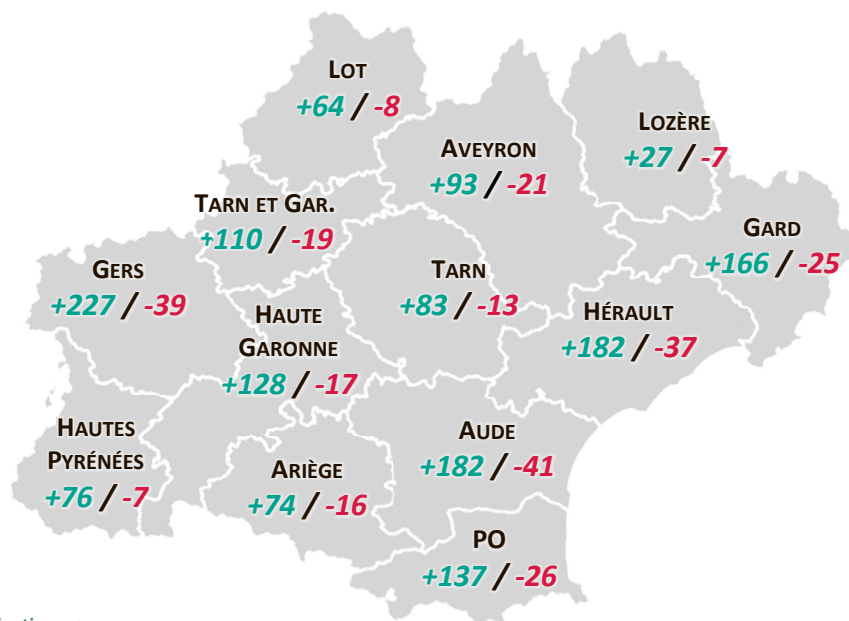 LOT
+64 / -8
LOZÈRE
+27 / -7
AVEYRON
+93 / -21
TARN ET GAR.
+110 / -19
GARD
+166 / -25
GERS
+227 / -39
TARN
+83 / -13
HAUTE
GARONNE
+128 / -17
HÉRAULT
+182 / -37
HAUTES
PYRÉNÉES
+76 / -7
ARIÈGE
+74 / -16
AUDE
+182 / -41
PO
+137 / -26